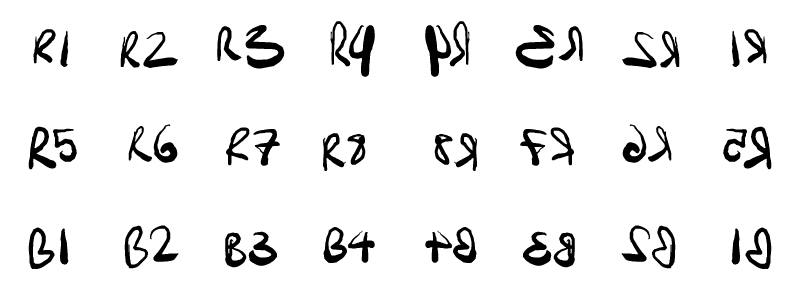 R1 R2 R3 R4 R4 R3 R2 R1
R5 R6 R7 R8 R8 R7 R6 R5
B1 B2 B3 B4 B4 B3 B2 B1